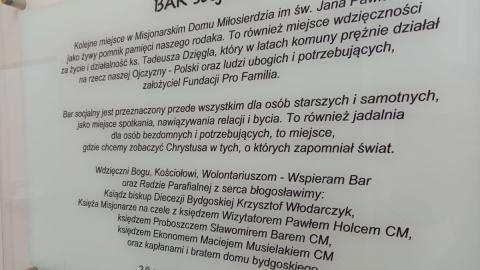 BAR
Kolejne miejsce w Misjonarskim Domu Miłosierdzia im św. Jana
jako żywy pomnik pamięci naszego rodaka. To również miejsce wdzięczności
za życie i działalność ks. Tadeusza Dzięgla, który w latach komuny prężnie działał
na rzecz naszej Ojczyzny - Polski oraz ludzi ubogich i potrzebujących,
założyciel Fundacji Pro Familia.
Bar socjalny jest przeznaczony przede wszystkim dla osób starszych i samotnych,
jako miejsce spotkania, nawiązywania relacji i bycia. To również jadalnia
dla osób bezdomnych i potrzebujących, to miejsce,
gdzie chcemy zobaczyć Chrystusa w tych, o których zapomniał świat.
Wdzięczni Bogu, Kościołowi, Wolontariuszom - Wspieram Bar
oraz Radzie Parafialnej z serca błogosławimy:
Ksiądz biskup Diecezji Bydgoskiej Krzysztof Włodarczyk,
Księża Misjonarze na czele z księdzem Wizytatorem Pawłem Holcem CM,
księdzem Proboszczem Sławomirem Barem CM,
księdzem Ekonomem Maciejem Musielakiem CM
oraz kapłanami i bratem domu bydgoskiego